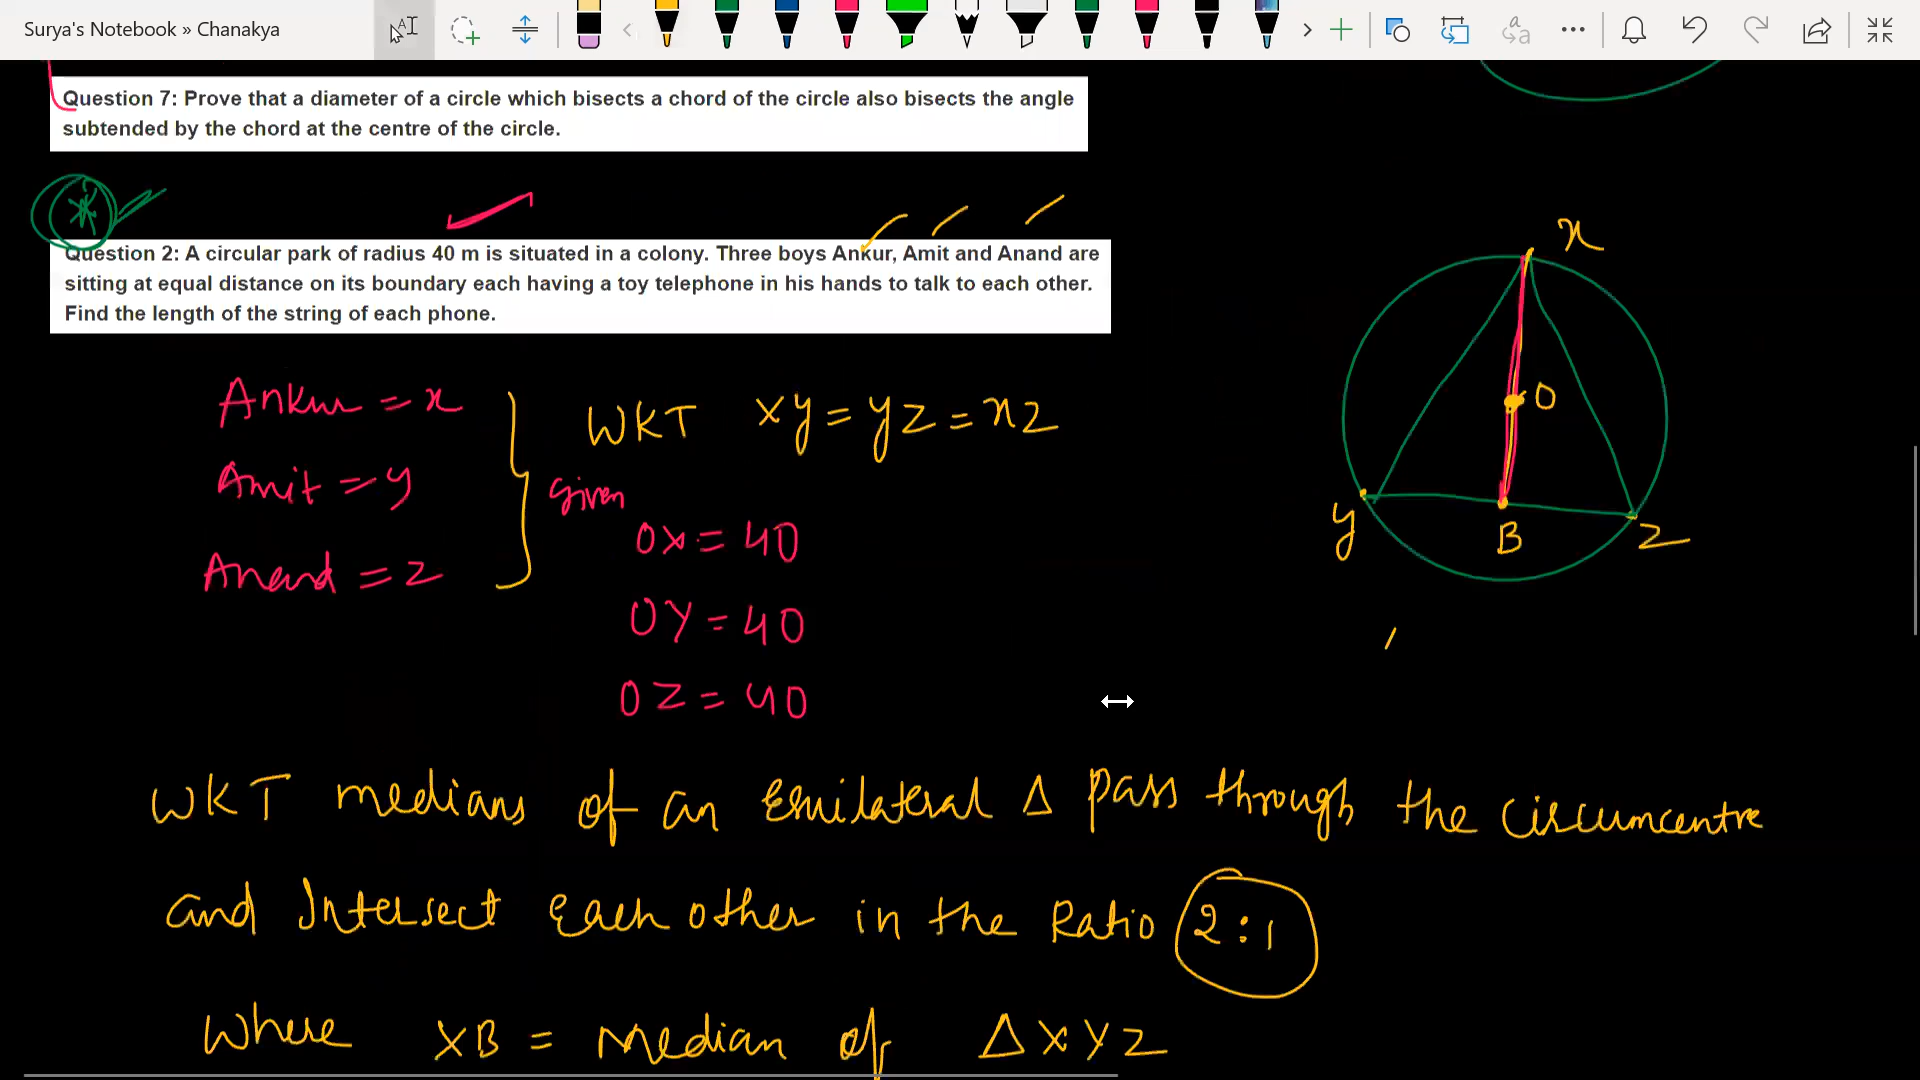 Surya's Notebook » Chanakya
Question 7: Prove that a diameter of a circle which bisects a chord of the circle also bisects the angle
subtended by the chord at the centre of the circle.
Question 2: A circular park of radius 40 m is situated in a colony. Three boys Ankur, Amit and Anand are
sitting at equal distance on its boundary each having a toy telephone in his hands to talk to each other.
Find the length of the string of each phone.
x
O
y
B
z
Ankur = x
Amit = y
Anand = z
WKT xy = yz = xz
given
OX = 40
OY = 40
OZ = 40
WKT medians of an Equilateral Δ pass through the circumcentre
and Intersect Each other in the Ratio 2:1
Where XB = Median of Δ XYZ